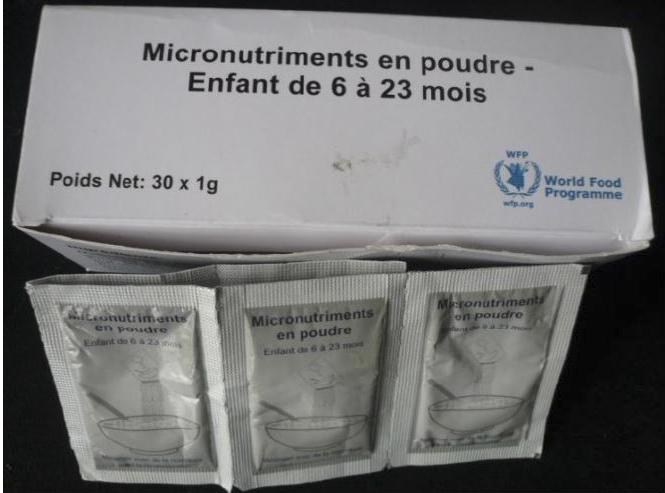 Micronutriments en poudre -
Enfant de 6 à 23 mois
Poids Net: 30 x 1g
WFP
World Food
Programme
wfp.org
Micronutriments
en poudre
Enfant de 6 à 23 mois
Micronutriments
en poudre
Enfant de 6 à 23 mois
Micronutriments
en poudre
Enfant de 6 à 23 mois